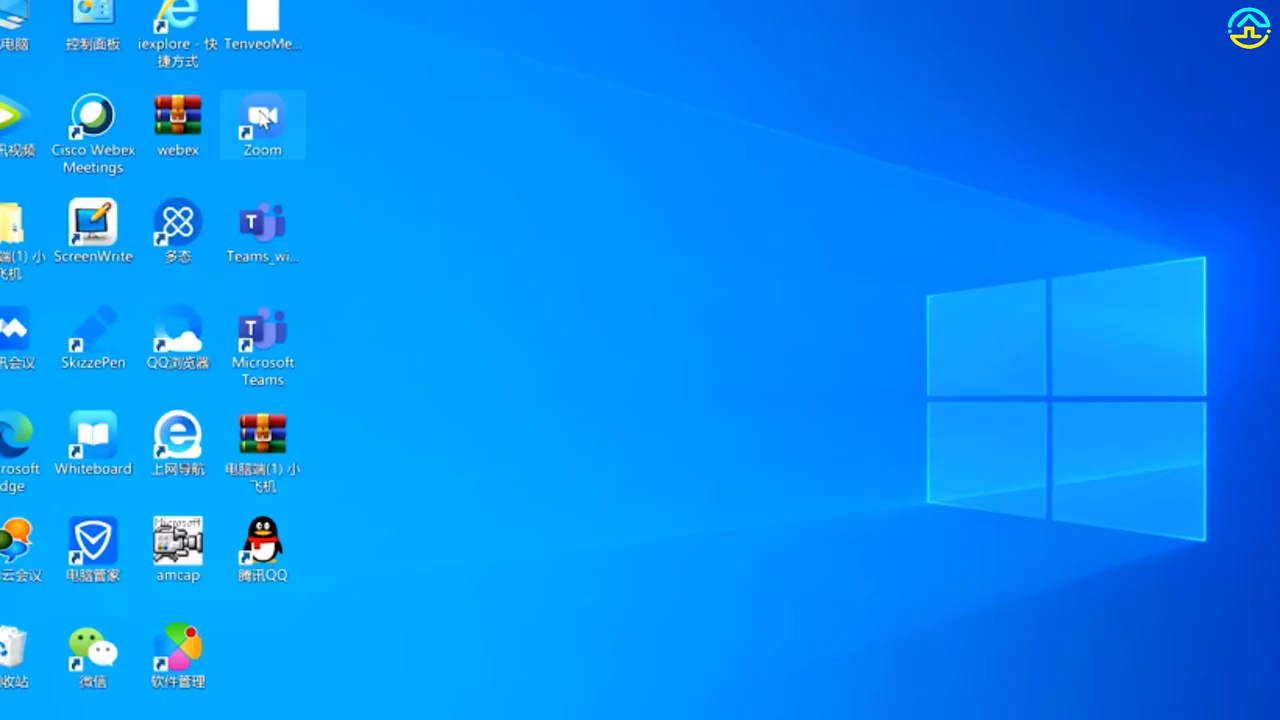 电脑
控制面板
iexplore - 快
捷方式
TenveoMe...
讯视频
Cisco Webex
Meetings
webex
Zoom
端(1) 小
飞机
ScreenWrite
多态
Teams_wi...
讯会议
SkizzePen
QQ浏览器
Microsoft
Teams
rosoft
dge
Whiteboard
上网导航
电脑端(1) 小
飞机
云会议
电脑管家
Microsoft
amcap
腾讯QQ
收站
微信
软件管理